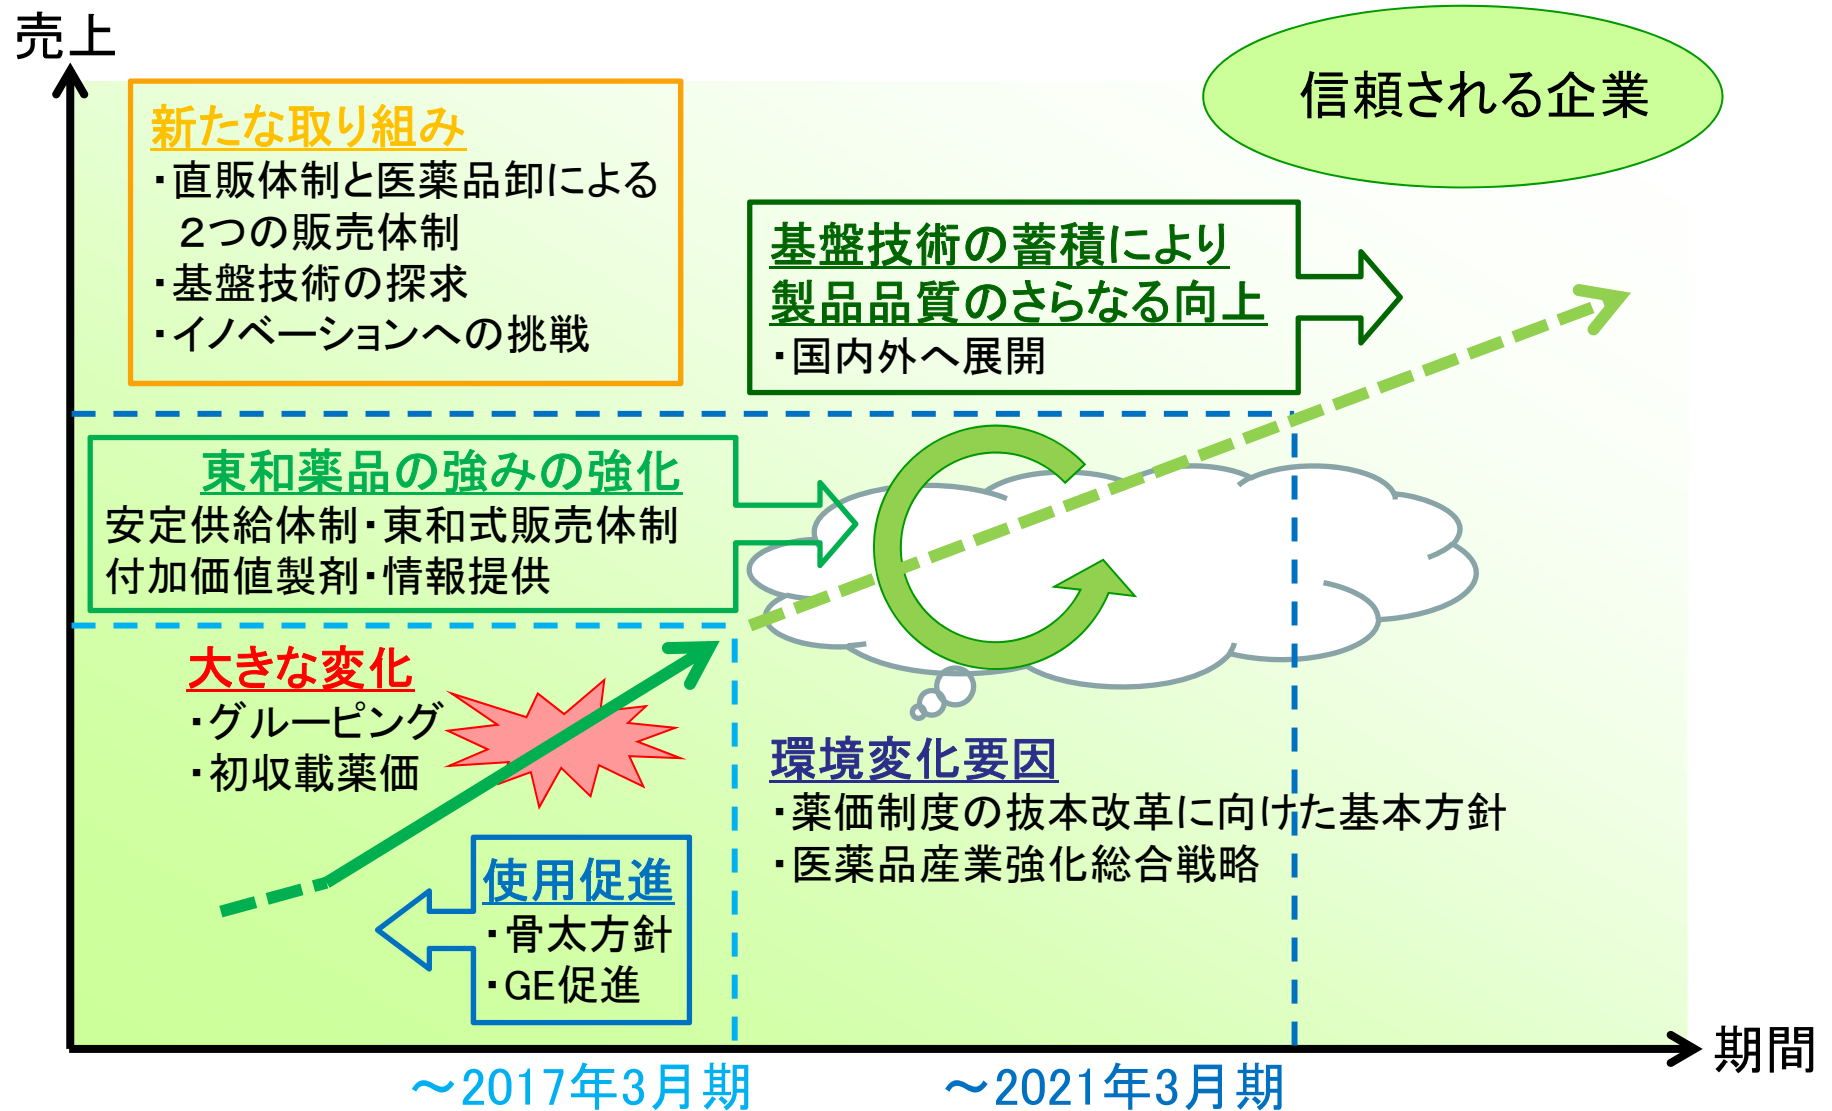 売上
信頼される企業
新たな取り組み
・直販体制と医薬品卸による
２つの販売体制
・基盤技術の探求
・イノベーションへの挑戦
基盤技術の蓄積により
製品品質のさらなる向上
・国内外へ展開
東和薬品の強みの強化
安定供給体制・東和式販売体制
付加価値製剤・情報提供
大きな変化
・グルーピング
・初収載薬価
環境変化要因
・薬価制度の抜本改革に向けた基本方針
・医薬品産業強化総合戦略
使用促進
・骨太方針
・GE促進
期間
～2017年3月期
～2021年3月期